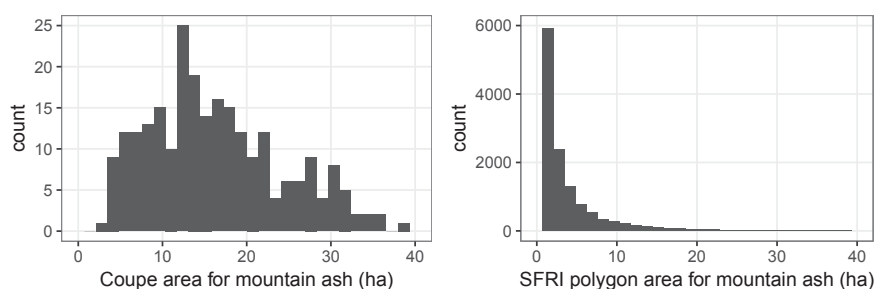 25
20
15
10
5
0
count
0 10 20 30 40
Coupe area for mountain ash (ha)
6000
4000
2000
0
count
0 10 20 30 40
SFRI polygon area for mountain ash (ha)